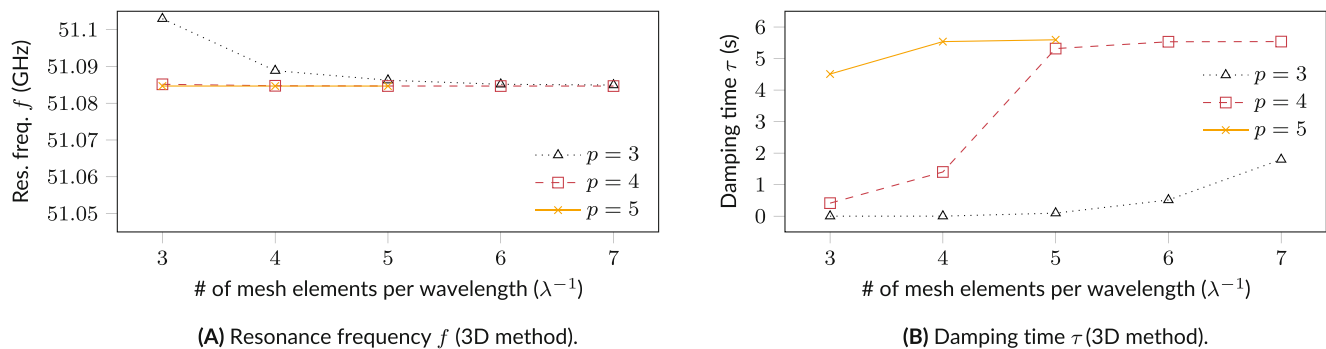 51.1
51.09
51.08
51.07
51.06
51.05
Res. freq. f (GHz)
p = 3
p = 4
p = 5
3 4 5 6 7
# of mesh elements per wavelength (λ⁻¹)
(A) Resonance frequency f (3D method).
6
5
4
3
2
1
0
Damping time τ (s)
p = 3
p = 4
p = 5
3 4 5 6 7
# of mesh elements per wavelength (λ⁻¹)
(B) Damping time τ (3D method).